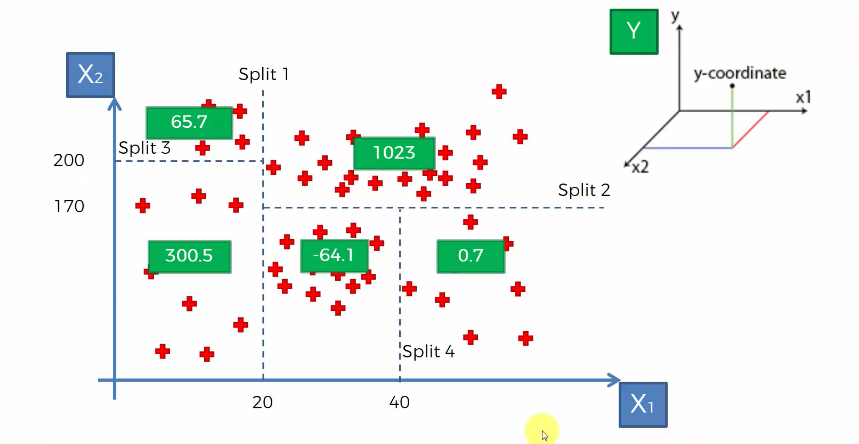 Y
y
X₂
Split 1
y-coordinate
x1
65.7
Split 3
1023
200
x2
Split 2
170
300.5
-64.1
0.7
Split 4
20
40
X₁